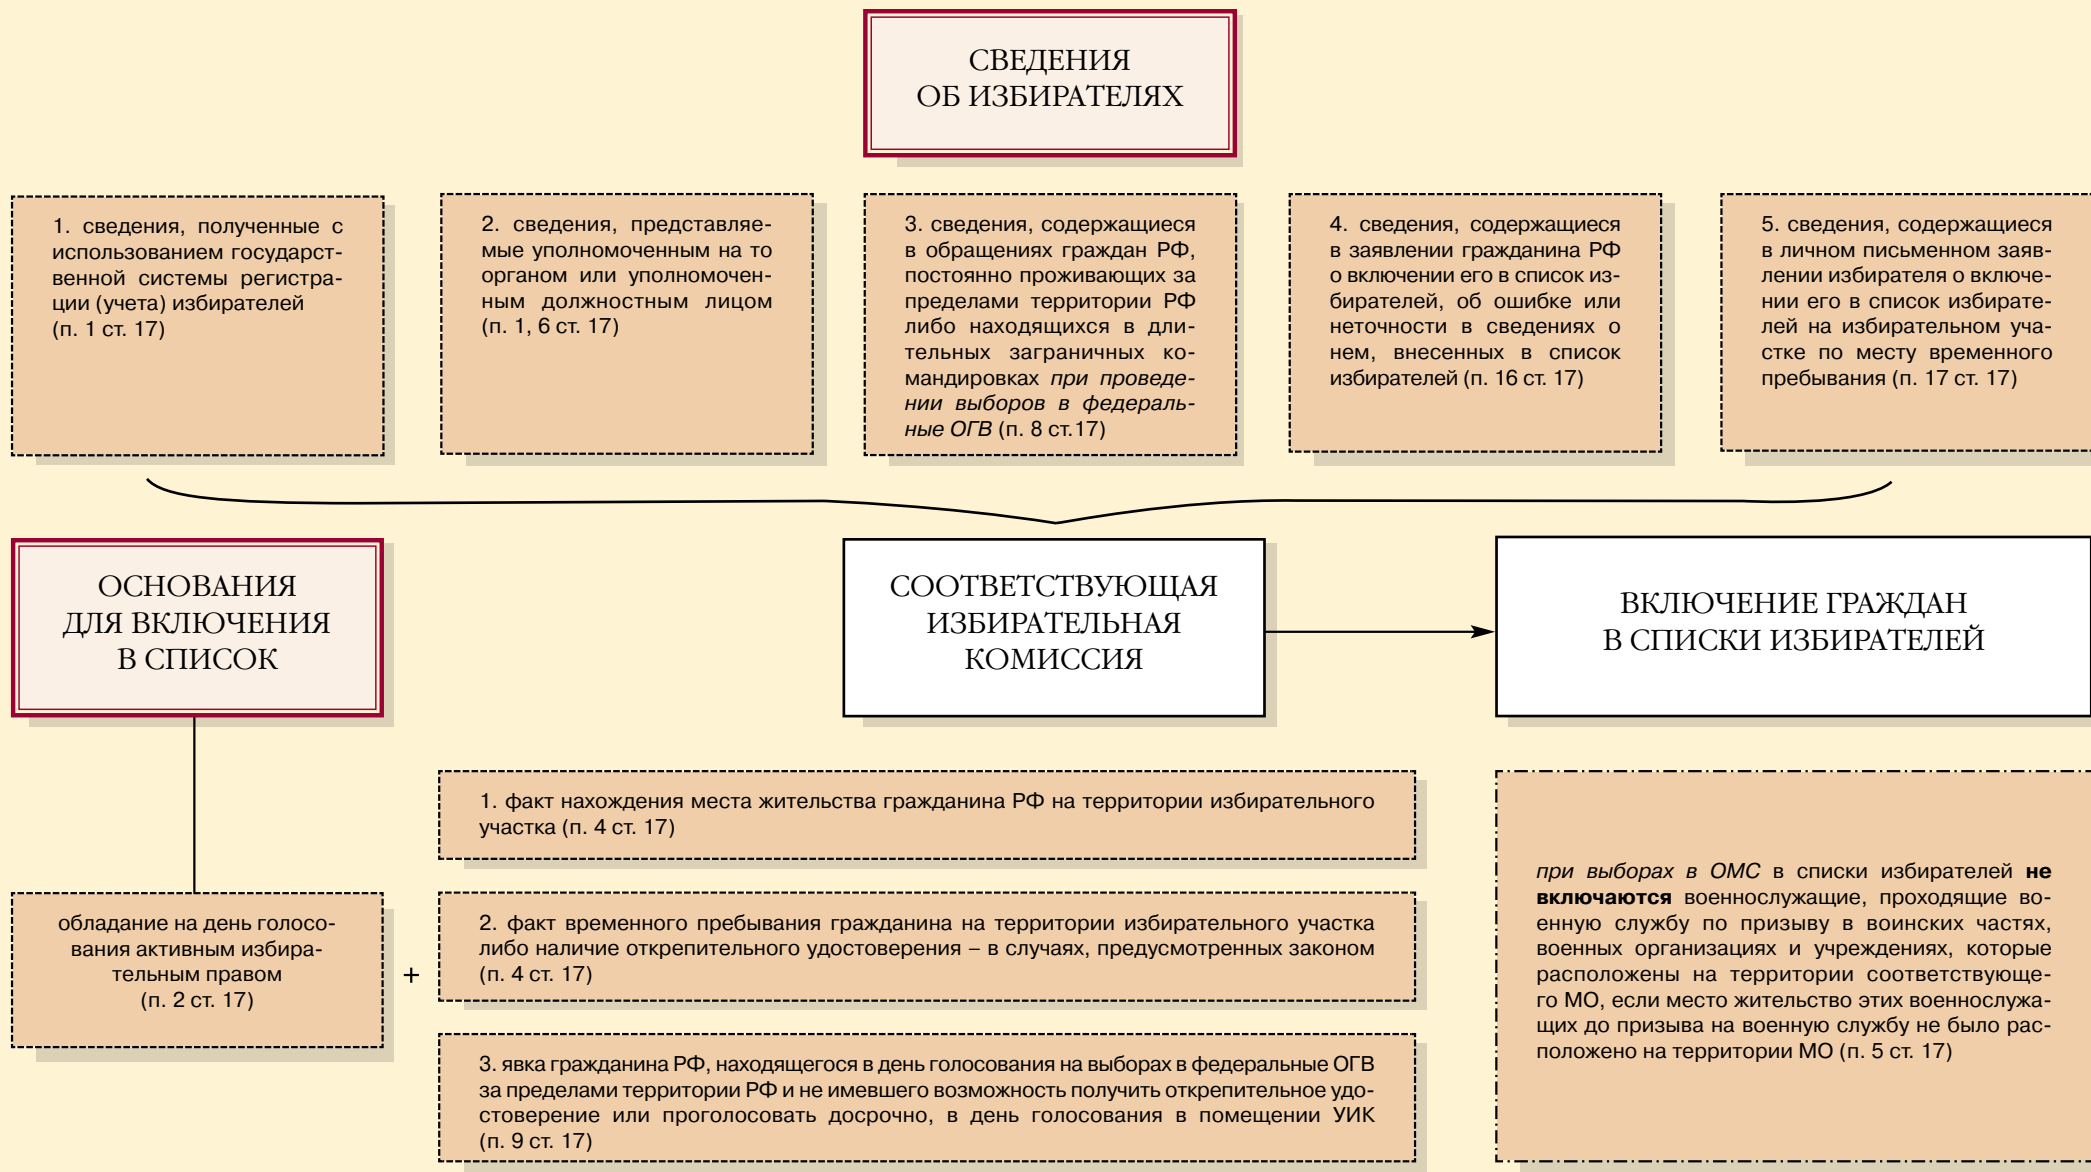 СВЕДЕНИЯ
ОБ ИЗБИРАТЕЛЯХ
1. сведения, полученные с
использованием государст-
венной системы регистра-
ции (учета) избирателей
(п. 1 ст. 17)
2. сведения, представляе-
мые уполномоченным на то
органом или уполномочен-
ным должностным лицом
(п. 1, 6 ст. 17)
3. сведения, содержащиеся
в обращениях граждан РФ,
постоянно проживающих за
пределами территории РФ
либо находящихся в дли-
тельных заграничных ко-
мандировках при проведе-
нии выборов в федераль-
ные ОГВ (п. 8 ст.17)
4. сведения, содержащиеся
в заявлении гражданина РФ
о включении его в список из-
бирателей, об ошибке или
неточности в сведениях о
нем, внесенных в список
избирателей (п. 16 ст. 17)
5. сведения, содержащиеся
в личном письменном заяв-
лении избирателя о включе-
нии его в список избирате-
лей на избирательном уча-
стке по месту временного
пребывания (п. 17 ст. 17)
ОСНОВАНИЯ
ДЛЯ ВКЛЮЧЕНИЯ
В СПИСОК
СООТВЕТСТВУЮЩАЯ
ИЗБИРАТЕЛЬНАЯ
КОМИССИЯ
ВКЛЮЧЕНИЕ ГРАЖДАН
В СПИСКИ ИЗБИРАТЕЛЕЙ
обладание на день голосо-
вания активным избира-
тельным правом
(п. 2 ст. 17)
+
1. факт нахождения места жительства гражданина РФ на территории избирательного
участка (п. 4 ст. 17)
2. факт временного пребывания гражданина на территории избирательного участка
либо наличие открепительного удостоверения – в случаях, предусмотренных законом
(п. 4 ст. 17)
3. явка гражданина РФ, находящегося в день голосования на выборах в федеральные ОГВ
за пределами территории РФ и не имевшего возможность получить открепительное удо-
стоверение или проголосовать досрочно, в день голосования в помещении УИК
(п. 9 ст. 17)
при выборах в ОМС в списки избирателей не
включаются военнослужащие, проходящие во-
енную службу по призыву в воинских частях,
военных организациях и учреждениях, которые
расположены на территории соответствующе-
го МО, если место жительство этих военнослужа-
щих до призыва на военную службу не было рас-
положено на территории МО (п. 5 ст. 17)